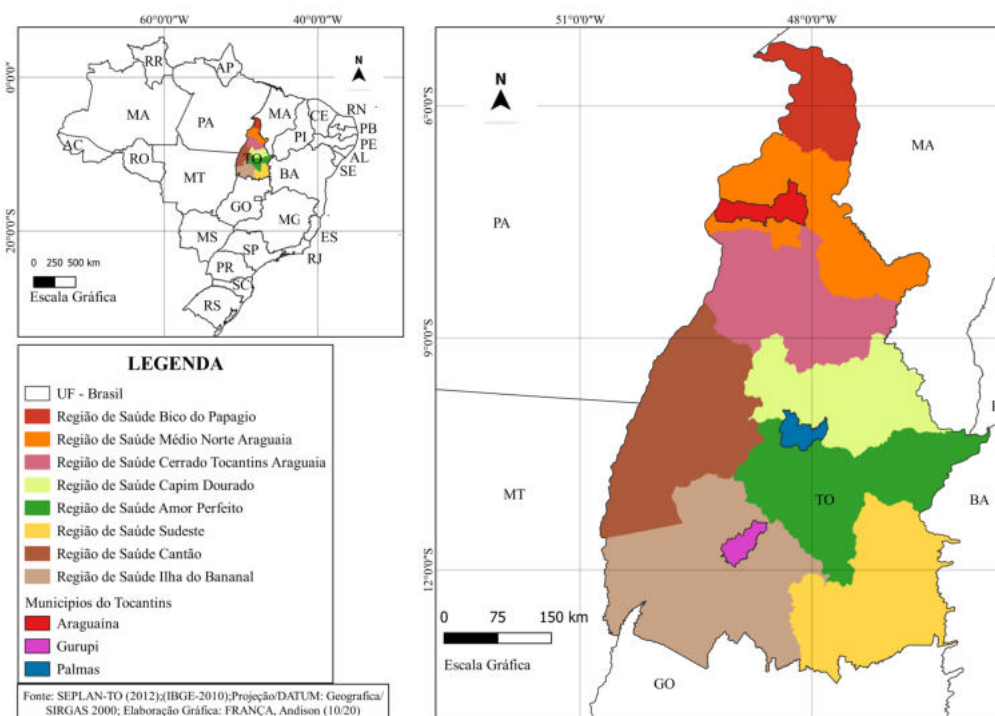 60°0'0"W
40°0'0"W
0°0'0"
20°0'0"S
N
RR
AP
MA
PA
MA
CE
RN
PB
PE
AL
SE
PI
AC
RO
TO
MT
BA
GO
MG
ES
MS
SP
RJ
PR
SC
RS
0 250 500 km
Escala Gráfica
LEGENDA
UF - Brasil
Região de Saúde Bico do Papagio
Região de Saúde Médio Norte Araguaia
Região de Saúde Cerrado Tocantins Araguaia
Região de Saúde Capim Dourado
Região de Saúde Amor Perfeito
Região de Saúde Sudeste
Região de Saúde Cantão
Região de Saúde Ilha do Bananal
Municipios do Tocantins
Araguaína
Gurupi
Palmas
Fonte: SEPLAN-TO (2012);(IBGE-2010);Projeção/DATUM: Geografica/
SIRGAS 2000; Elaboração Gráfica: FRANÇA, Andison (10/20)
51°0'0"W
48°0'0"W
6°0'0"S
9°0'0"S
12°0'0"S
N
MA
PA
MT
TO
BA
GO
0 75 150 km
Escala Gráfica